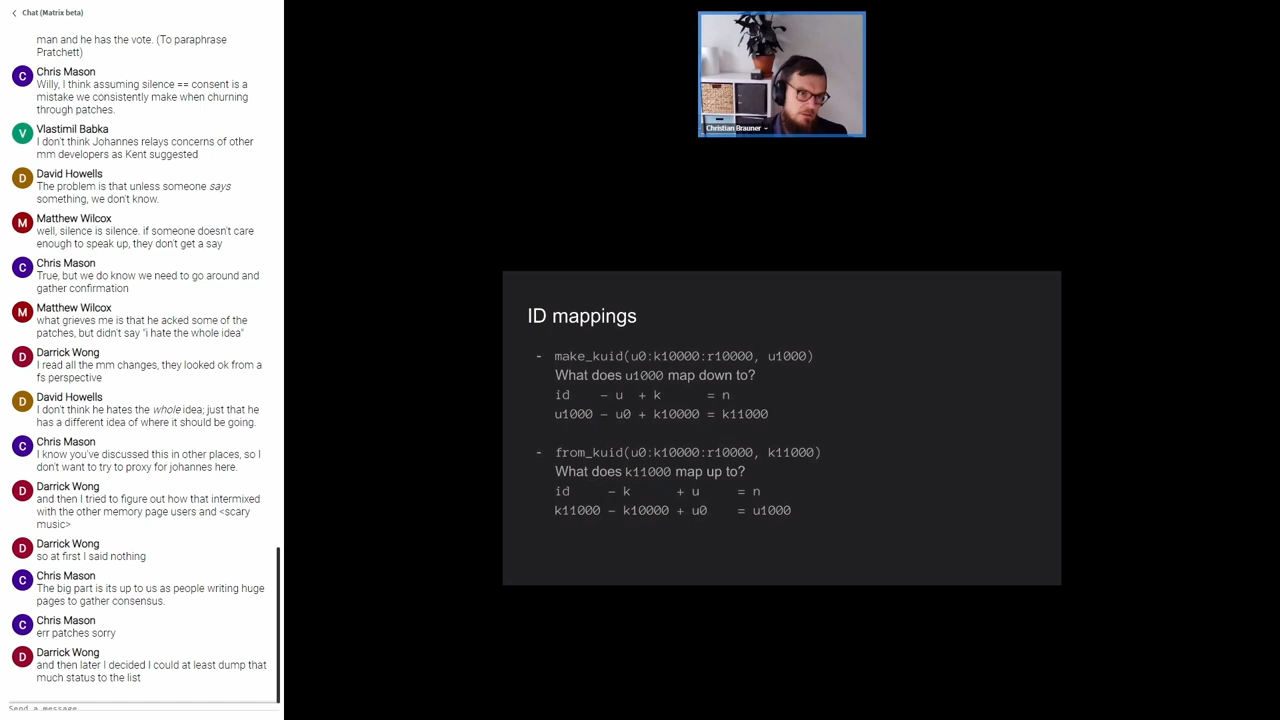 Chat (Matrix beta)
man and he has the vote. (To paraphrase
Pratchett)
C
Chris Mason
Willy, I think assuming silence == consent is a
mistake we consistently make when churning
through patches.
V
Vlastimil Babka
I don't think Johannes relays concerns of other
mm developers as Kent suggested
D
David Howells
The problem is that unless someone says
something, we don't know.
M
Matthew Wilcox
well, silence is silence. if someone doesn't care
enough to speak up, they don't get a say
C
Chris Mason
True, but we do know we need to go around and
gather confirmation
M
Matthew Wilcox
what grieves me is that he acked some of the
patches, but didn't say "i hate the whole idea"
D
Darrick Wong
I read all the mm changes, they looked ok from a
fs perspective
D
David Howells
I don't think he hates the whole idea; just that he
has a different idea of where it should be going.
C
Chris Mason
I know you've discussed this in other places, so I
don't want to try to proxy for johannes here.
D
Darrick Wong
and then I tried to figure out how that intermixed
with the other memory page users and <scary
music>
D
Darrick Wong
so at first I said nothing
C
Chris Mason
The big part is its up to us as people writing huge
pages to gather consensus.
C
Chris Mason
err patches sorry
D
Darrick Wong
and then later I decided I could at least dump that
much status to the list
Send a message
Christian Brauner
ID mappings
- make_kuid(u0:k10000:r10000, u1000)
What does u1000 map down to?
id - u + k = n
u1000 - u0 + k10000 = k11000
- from_kuid(u0:k10000:r10000, k11000)
What does k11000 map up to?
id - k + u = n
k11000 - k10000 + u0 = u1000